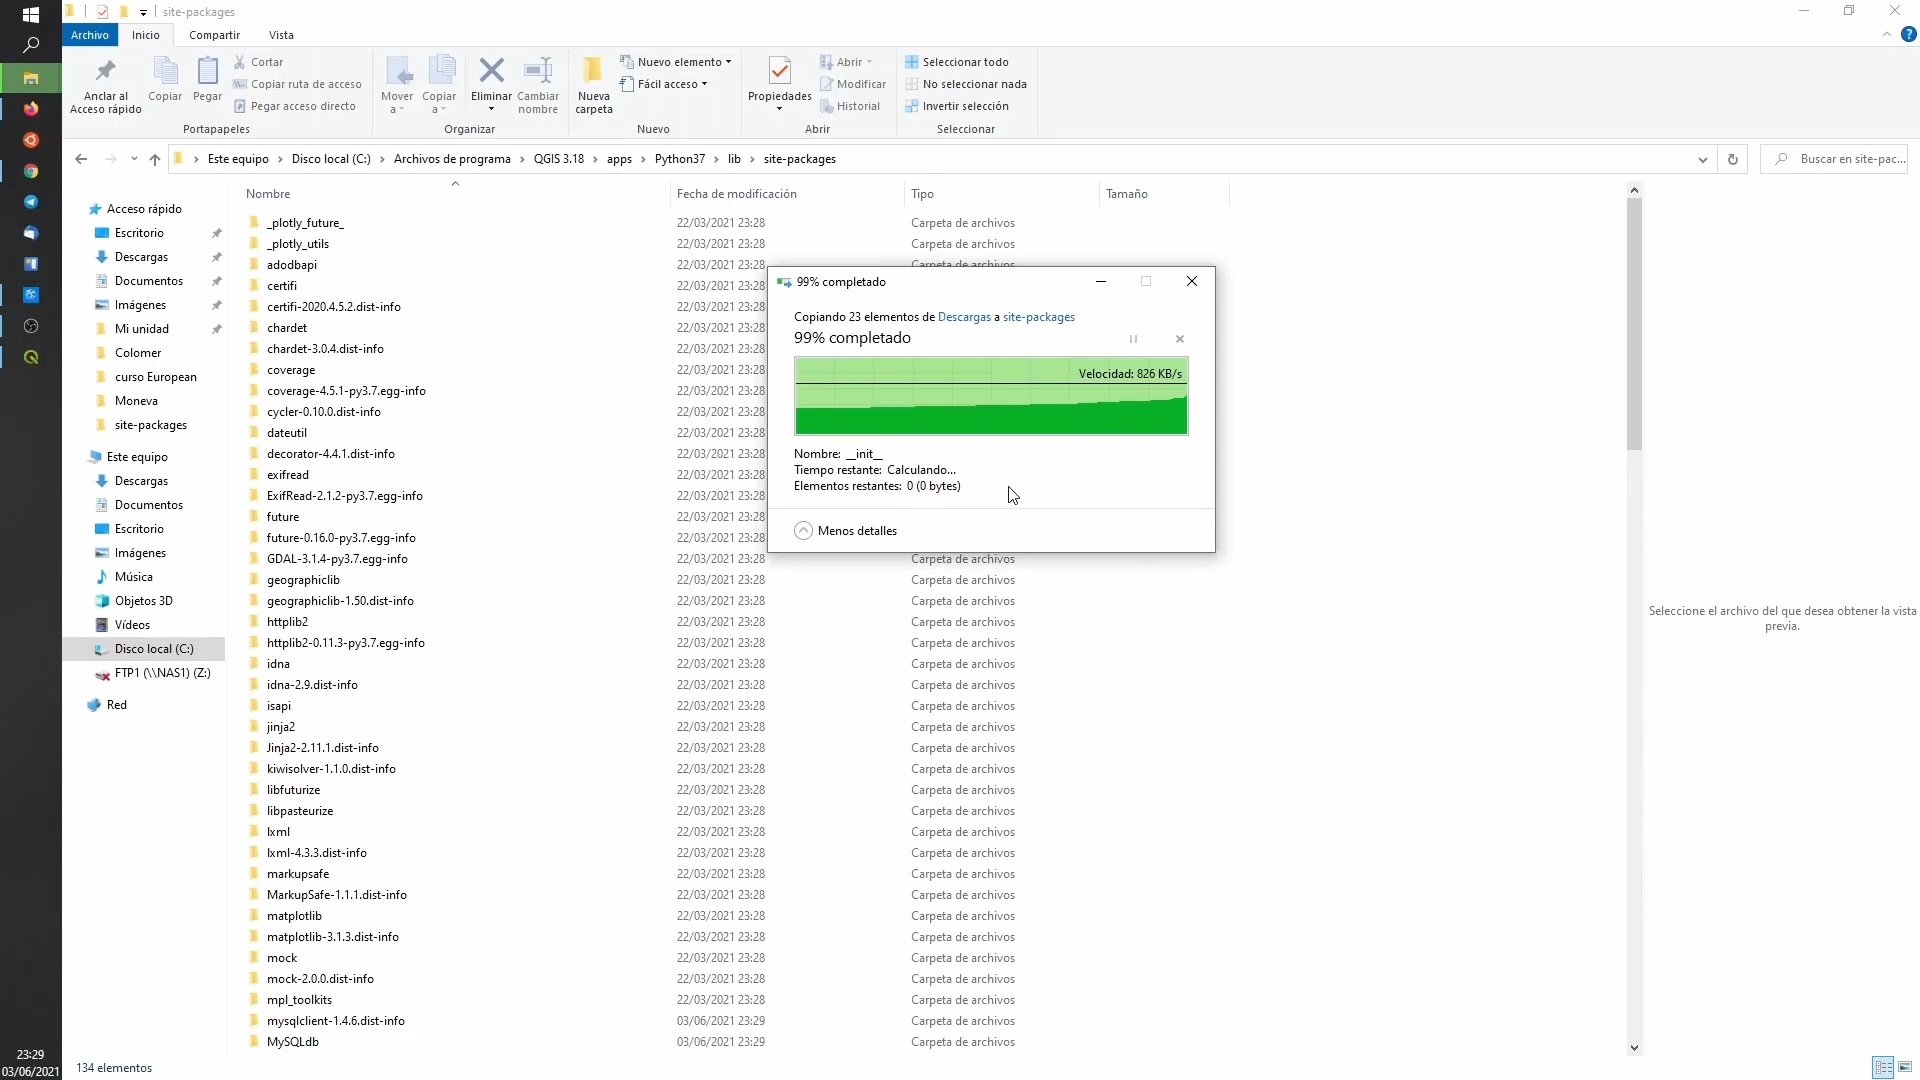 site-packages
Archivo
Inicio
Compartir
Vista
Anclar al
Acceso rápido
Copiar
Pegar
Cortar
Copiar ruta de acceso
Pegar acceso directo
Portapapeles
Mover
a
Copiar
a
Eliminar
Cambiar
nombre
Organizar
Nueva
carpeta
Nuevo elemento
Fácil acceso
Nuevo
Propiedades
Abrir
Modificar
Historial
Abrir
Seleccionar todo
No seleccionar nada
Invertir selección
Seleccionar
Este equipo > Disco local (C:) > Archivos de programa > QGIS 3.18 > apps > Python37 > lib > site-packages
Buscar en site-pac...
Acceso rápido
Escritorio
Descargas
Documentos
Imágenes
Mi unidad
Colomer
curso European
Moneva
site-packages
Este equipo
Descargas
Documentos
Escritorio
Imágenes
Música
Objetos 3D
Vídeos
Disco local (C:)
FTP1 (\\NAS1) (Z:)
Red
Nombre Fecha de modificación Tipo Tamaño
_plotly_future_ 22/03/2021 23:28 Carpeta de archivos
_plotly_utils 22/03/2021 23:28 Carpeta de archivos
adodbapi 22/03/2021 23:28 Carpeta de archivos
certifi 22/03/2021 23:28
certifi-2020.4.5.2.dist-info 22/03/2021 23:28
chardet 22/03/2021 23:28
chardet-3.0.4.dist-info 22/03/2021 23:28
coverage 22/03/2021 23:28
coverage-4.5.1-py3.7.egg-info 22/03/2021 23:28
cycler-0.10.0.dist-info 22/03/2021 23:28
dateutil 22/03/2021 23:28
decorator-4.4.1.dist-info 22/03/2021 23:28
exifread 22/03/2021 23:28
ExifRead-2.1.2-py3.7.egg-info 22/03/2021 23:28
future 22/03/2021 23:28
future-0.16.0-py3.7.egg-info 22/03/2021 23:28
GDAL-3.1.4-py3.7.egg-info 22/03/2021 23:28 Carpeta de archivos
geographiclib 22/03/2021 23:28 Carpeta de archivos
geographiclib-1.50.dist-info 22/03/2021 23:28 Carpeta de archivos
httplib2 22/03/2021 23:28 Carpeta de archivos
httplib2-0.11.3-py3.7.egg-info 22/03/2021 23:28 Carpeta de archivos
idna 22/03/2021 23:28 Carpeta de archivos
idna-2.9.dist-info 22/03/2021 23:28 Carpeta de archivos
isapi 22/03/2021 23:28 Carpeta de archivos
jinja2 22/03/2021 23:28 Carpeta de archivos
Jinja2-2.11.1.dist-info 22/03/2021 23:28 Carpeta de archivos
kiwisolver-1.1.0.dist-info 22/03/2021 23:28 Carpeta de archivos
libfuturize 22/03/2021 23:28 Carpeta de archivos
libpasteurize 22/03/2021 23:28 Carpeta de archivos
lxml 22/03/2021 23:28 Carpeta de archivos
lxml-4.3.3.dist-info 22/03/2021 23:28 Carpeta de archivos
markupsafe 22/03/2021 23:28 Carpeta de archivos
MarkupSafe-1.1.1.dist-info 22/03/2021 23:28 Carpeta de archivos
matplotlib 22/03/2021 23:28 Carpeta de archivos
matplotlib-3.1.3.dist-info 22/03/2021 23:28 Carpeta de archivos
mock 22/03/2021 23:28 Carpeta de archivos
mock-2.0.0.dist-info 22/03/2021 23:28 Carpeta de archivos
mpl_toolkits 22/03/2021 23:28 Carpeta de archivos
mysqlclient-1.4.6.dist-info 03/06/2021 23:29 Carpeta de archivos
MySQLdb 03/06/2021 23:29 Carpeta de archivos
99% completado
Copiando 23 elementos de Descargas a site-packages
99% completado
Velocidad: 826 KB/s
Nombre: __init__
Tiempo restante: Calculando...
Elementos restantes: 0 (0 bytes)
Menos detalles
Seleccione el archivo del que desea obtener la vista
previa.
134 elementos
23:29
03/06/2021